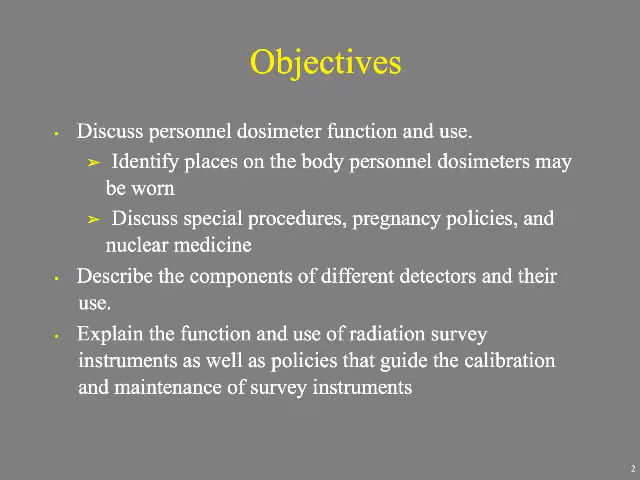 Objectives
• Discuss personnel dosimeter function and use.
➢ Identify places on the body personnel dosimeters may
be worn
➢ Discuss special procedures, pregnancy policies, and
nuclear medicine
• Describe the components of different detectors and their
use.
• Explain the function and use of radiation survey
instruments as well as policies that guide the calibration
and maintenance of survey instruments
2